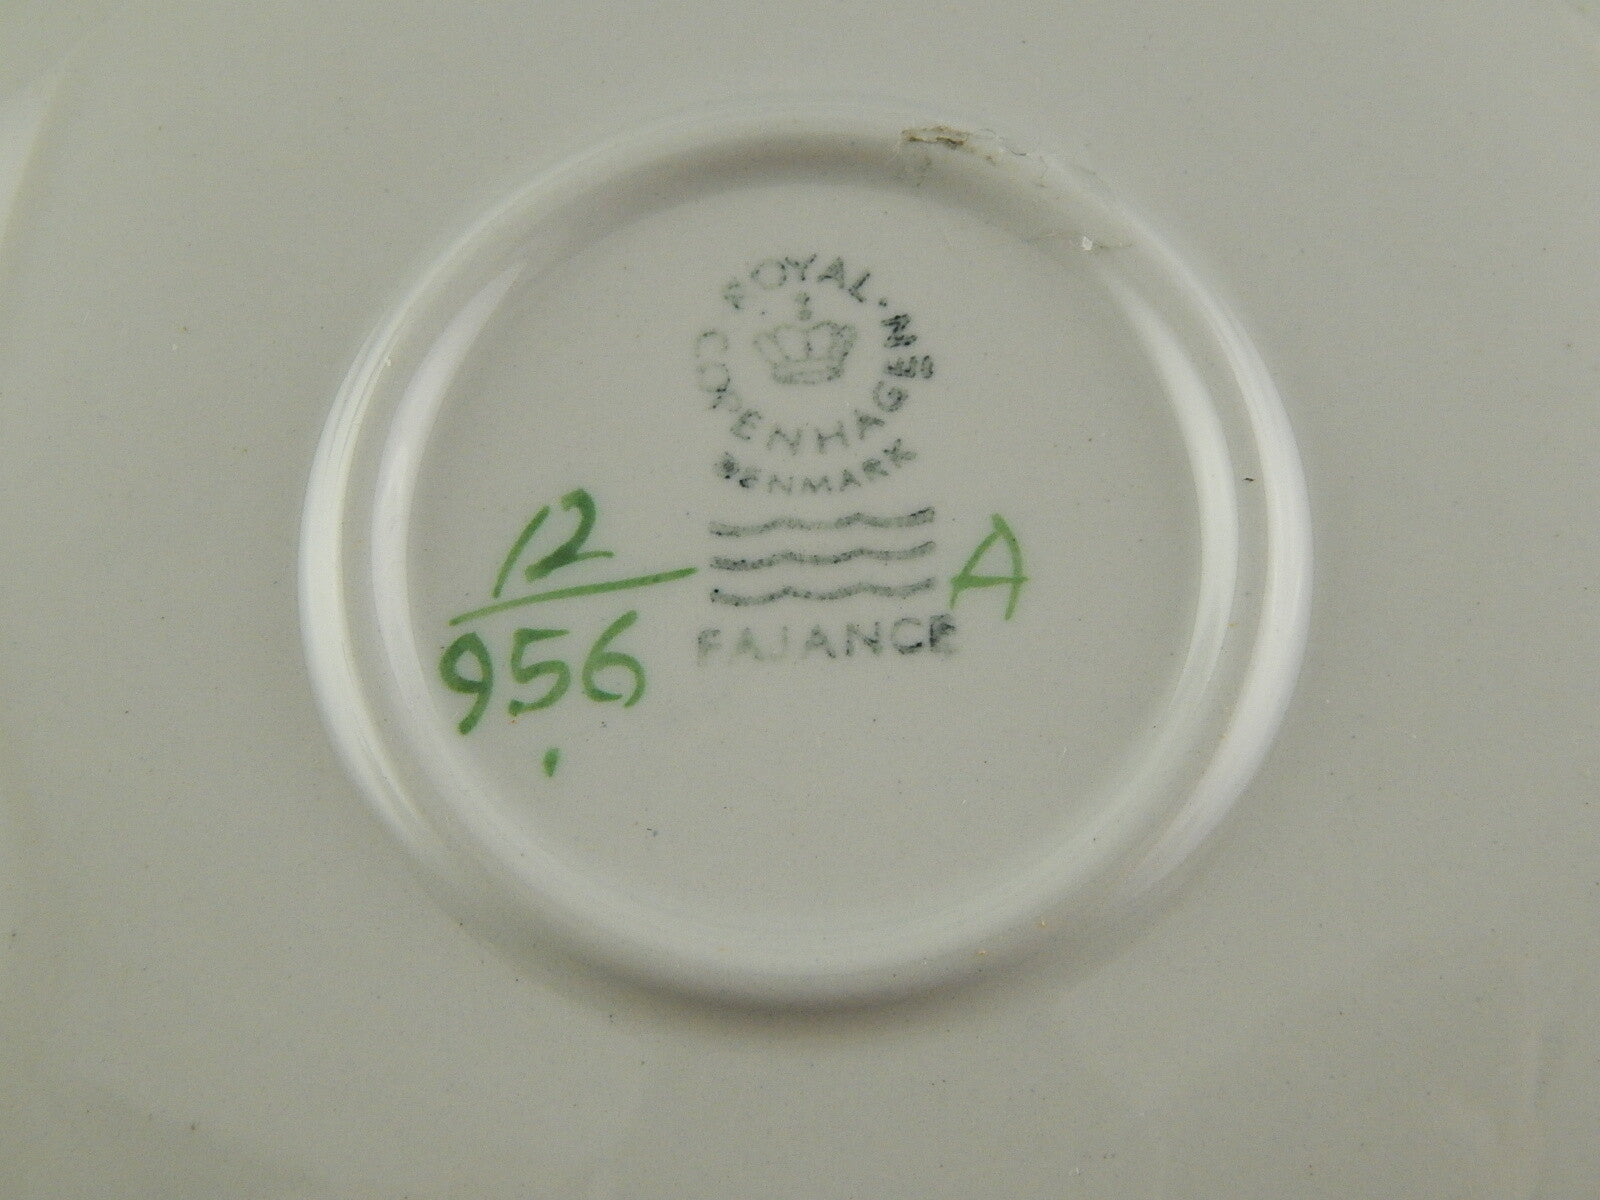 ROYAL.
COPENHAGEN
DENMARK
12
956
A
FAJANCE